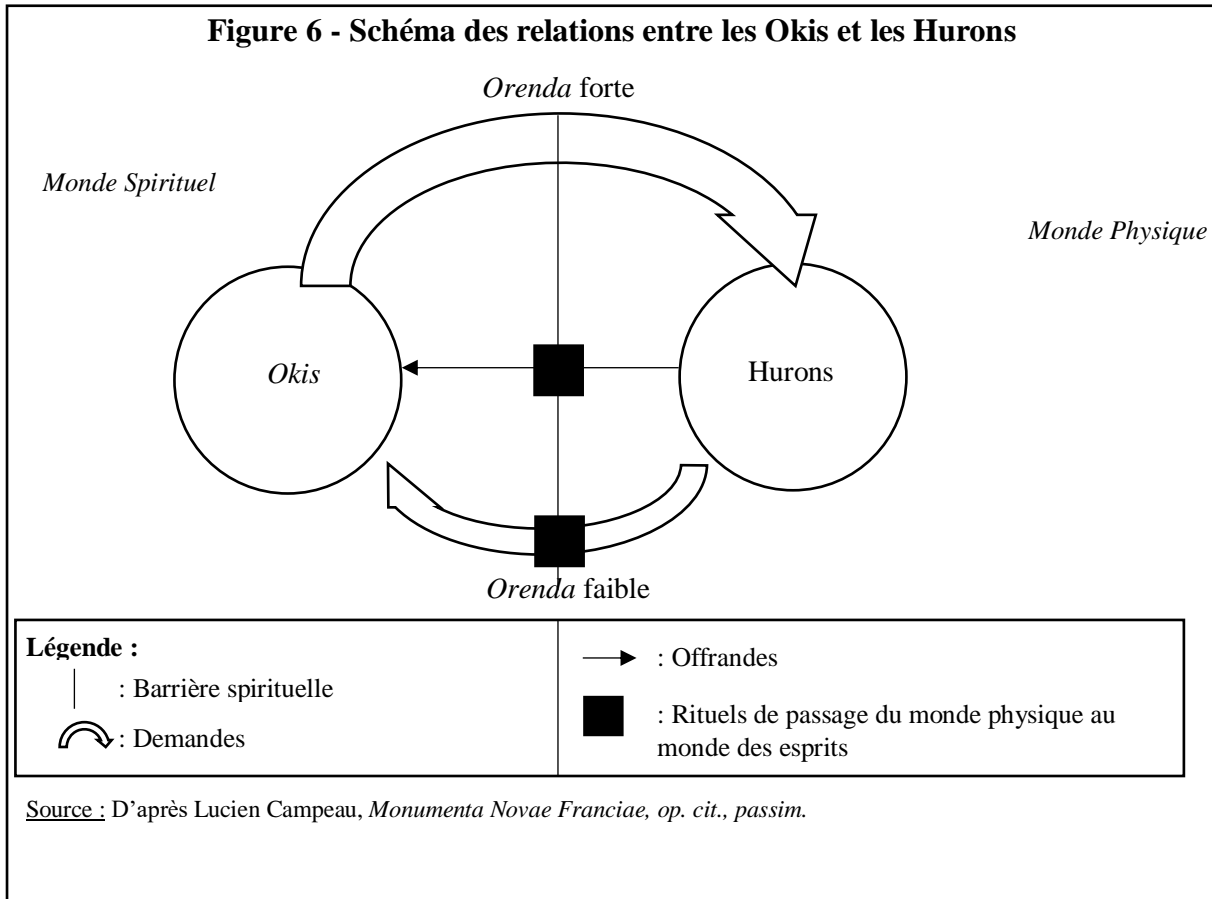 Figure 6 - Schéma des relations entre les Okis et les Hurons
Orenda forte
Monde Spirituel
Monde Physique
Okis
Hurons
Orenda faible
Légende :
: Barrière spirituelle
: Demandes
: Offrandes
: Rituels de passage du monde physique au
monde des esprits
Source : D’après Lucien Campeau, Monumenta Novae Franciae, op. cit., passim.